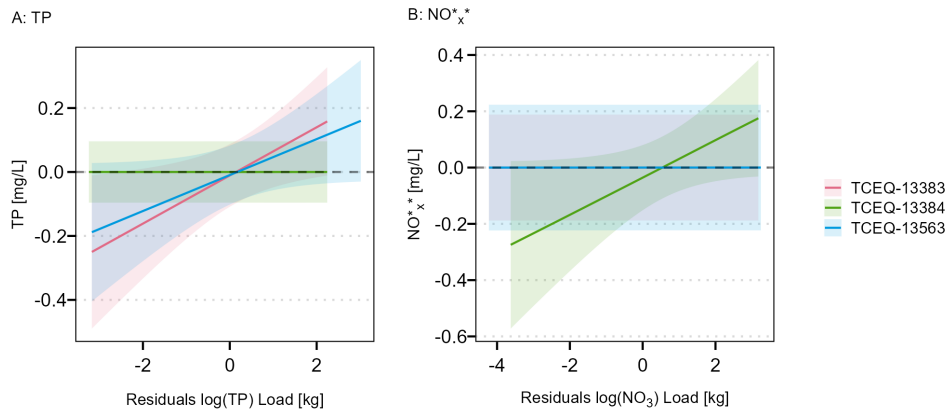 A: TP
TP [mg/L]
0.2
0.0
-0.2
-0.4
-2
0
2
Residuals log(TP) Load [kg]
B: NO*ₓ*
NO*ₓ* [mg/L]
0.4
0.2
0.0
-0.2
-0.4
-0.6
-4
-2
0
2
Residuals log(NO₃) Load [kg]
TCEQ-13383
TCEQ-13384
TCEQ-13563